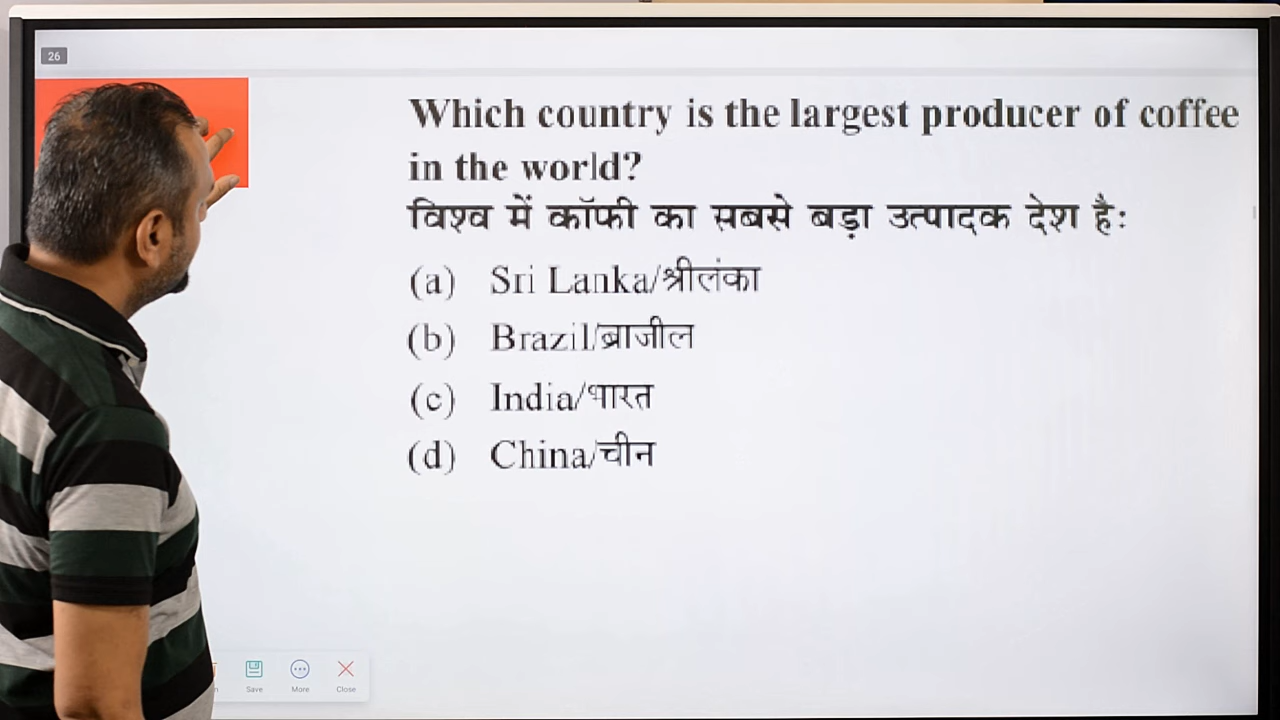 26
Which country is the largest producer of coffee
in the world?
विश्व में कॉफी का सबसे बड़ा उत्पादक देश है:
(a) Sri Lanka/श्रीलंका
(b) Brazil/ब्राजील
(c) India/भारत
(d) China/चीन
Save More Close